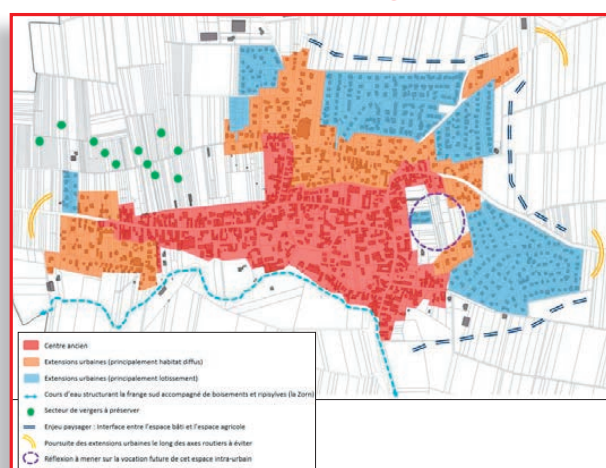 Centre ancien
Extensions urbaines (principalement habitat diffus)
Extensions urbaines (principalement lotissement)
Cours d'eau structurant la frange sud accompagné de boisements et ripisylves (la Zorn)
Secteur de vergers à préserver
Enjeu paysager : Interface entre l'espace bâti et l'espace agricole
Poursuite des extensions urbaines le long des axes routiers à éviter
Réflexion à mener sur la vocation future de cet espace intra-urbain